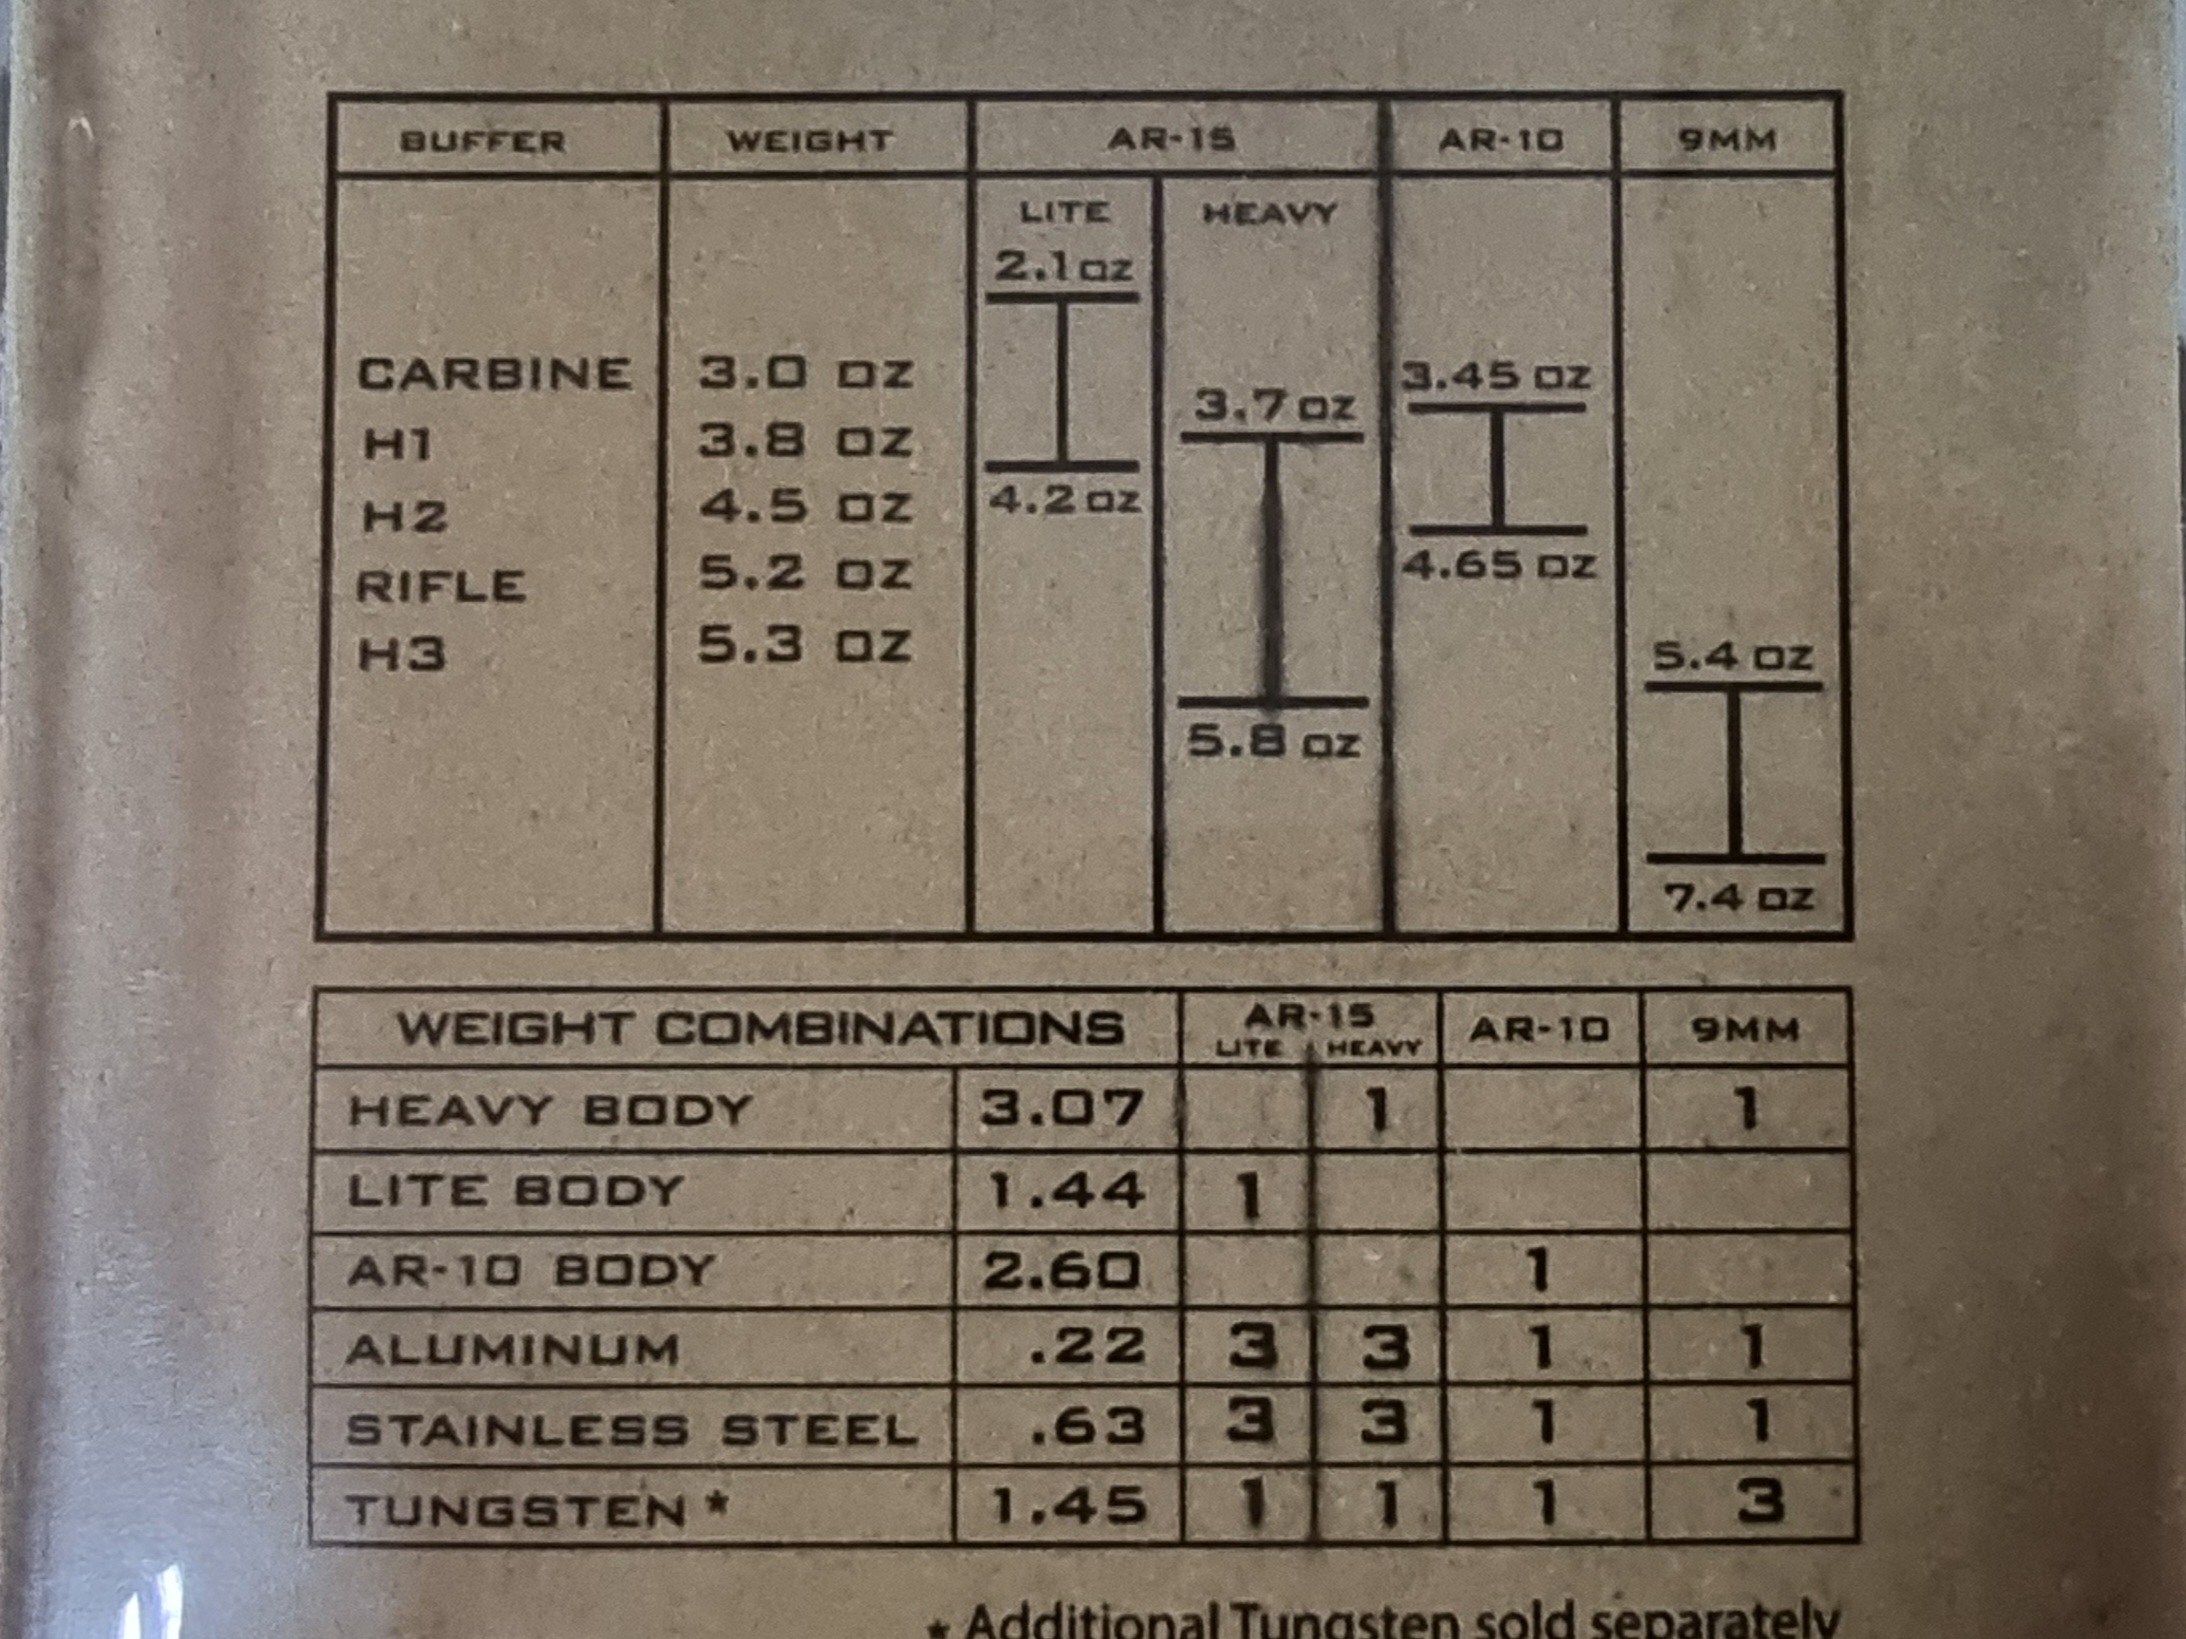 BUFFER WEIGHT AR-15 AR-10 9MM
LITE HEAVY
2.1 oz
CARBINE 3.0 oz 3.45 oz
3.7 oz
H1 3.8 oz
H2 4.5 oz 4.2 oz
RIFLE 5.2 oz 4.65 oz
H3 5.3 oz 5.4 oz
5.8 oz
7.4 oz
WEIGHT COMBINATIONS AR-15 AR-10 9MM
LITE HEAVY
HEAVY BODY 3.07 1 1
LITE BODY 1.44 1
AR-10 BODY 2.60 1
ALUMINUM .22 3 3 1 1
STAINLESS STEEL .63 3 3 1 1
TUNGSTEN * 1.45 1 1 1 3
* Additional Tungsten sold separately